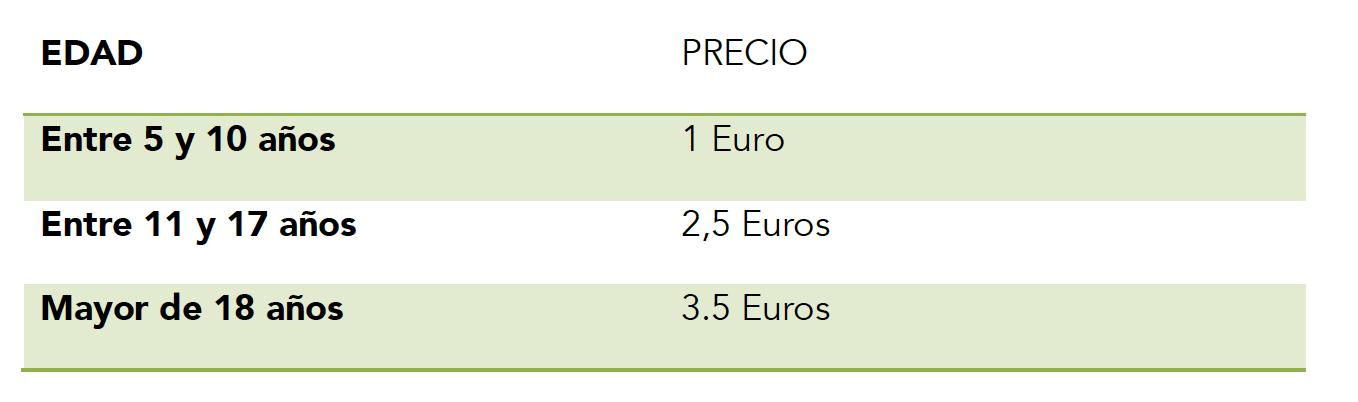 EDAD PRECIO
Entre 5 y 10 años 1 Euro
Entre 11 y 17 años 2,5 Euros
Mayor de 18 años 3.5 Euros